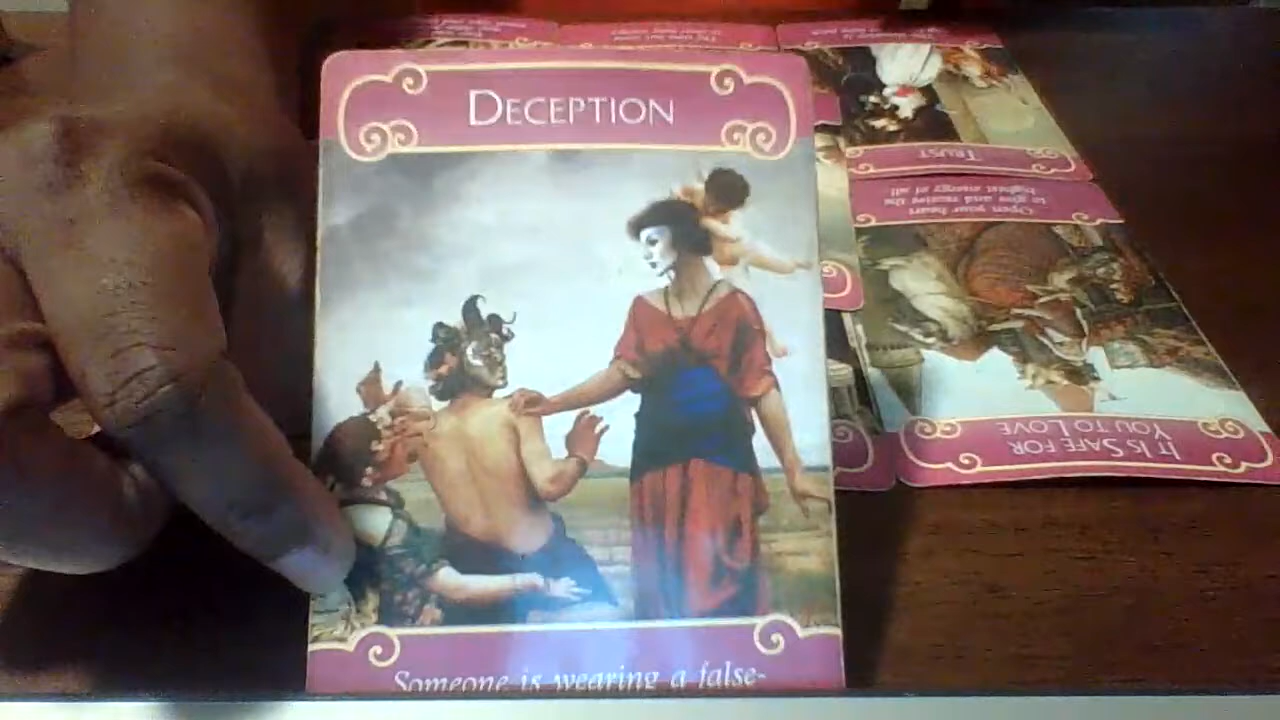 DECEPTION
Someone is wearing a false-
TRUST
Open your heart
to give and receive the
highest energy of all
IT IS SAFE FOR
YOU TO LOVE